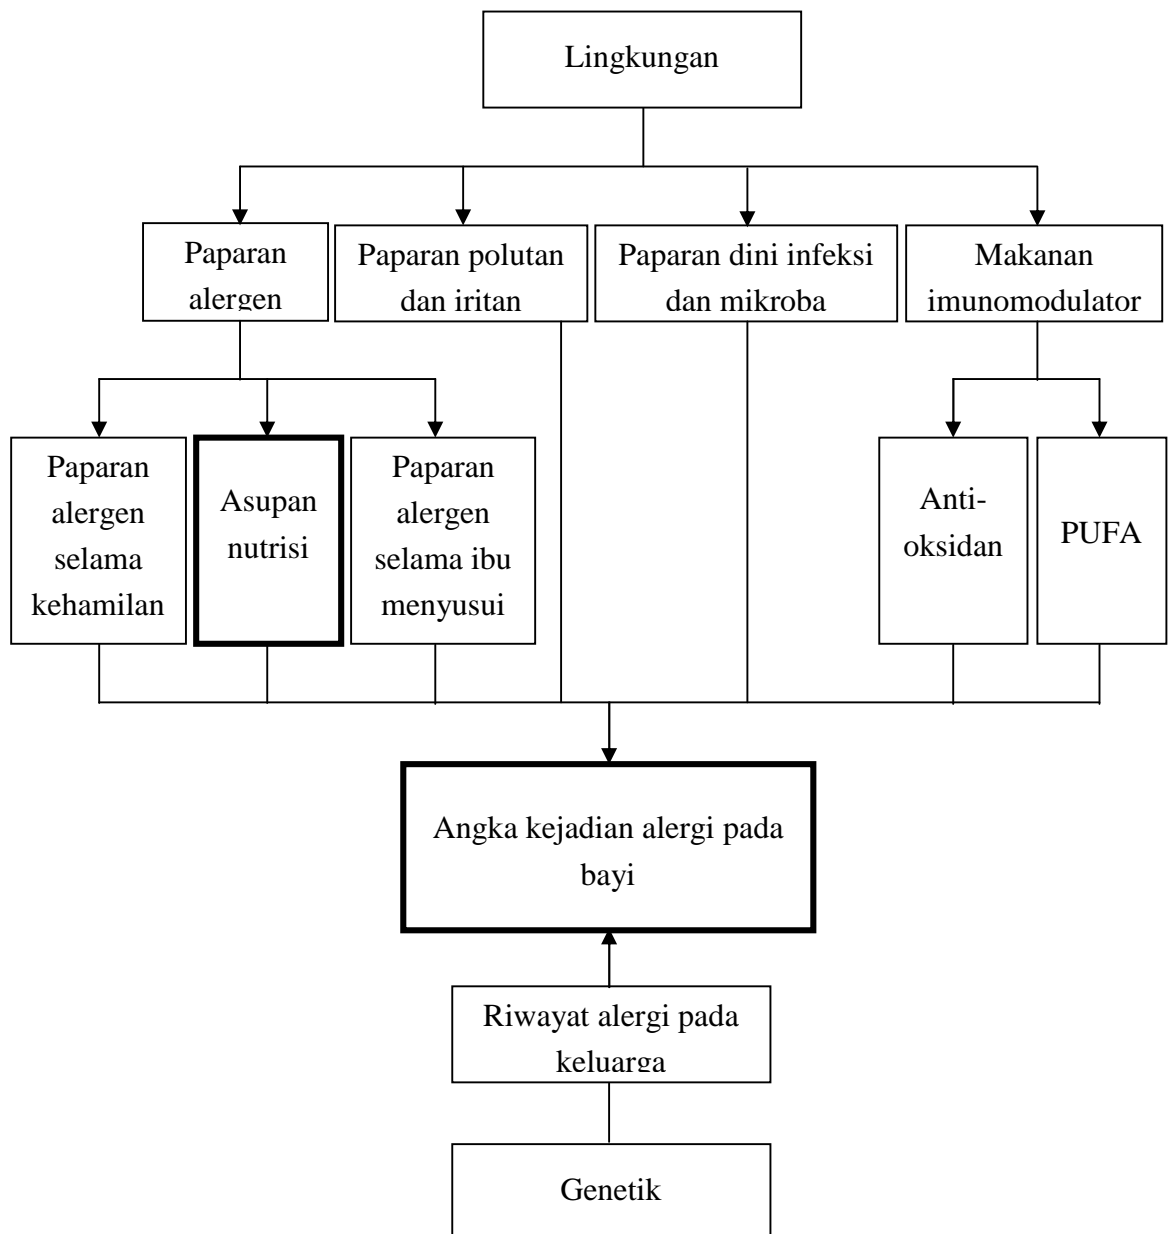 Lingkungan
Paparan
alergen
Paparan polutan
dan iritan
Paparan dini infeksi
dan mikroba
Makanan
imunomodulator
Paparan
alergen
selama
kehamilan
Asupan
nutrisi
Paparan
alergen
selama ibu
menyusui
Anti-
oksidan
PUFA
Angka kejadian alergi pada
bayi
Riwayat alergi pada
keluarga
Genetik